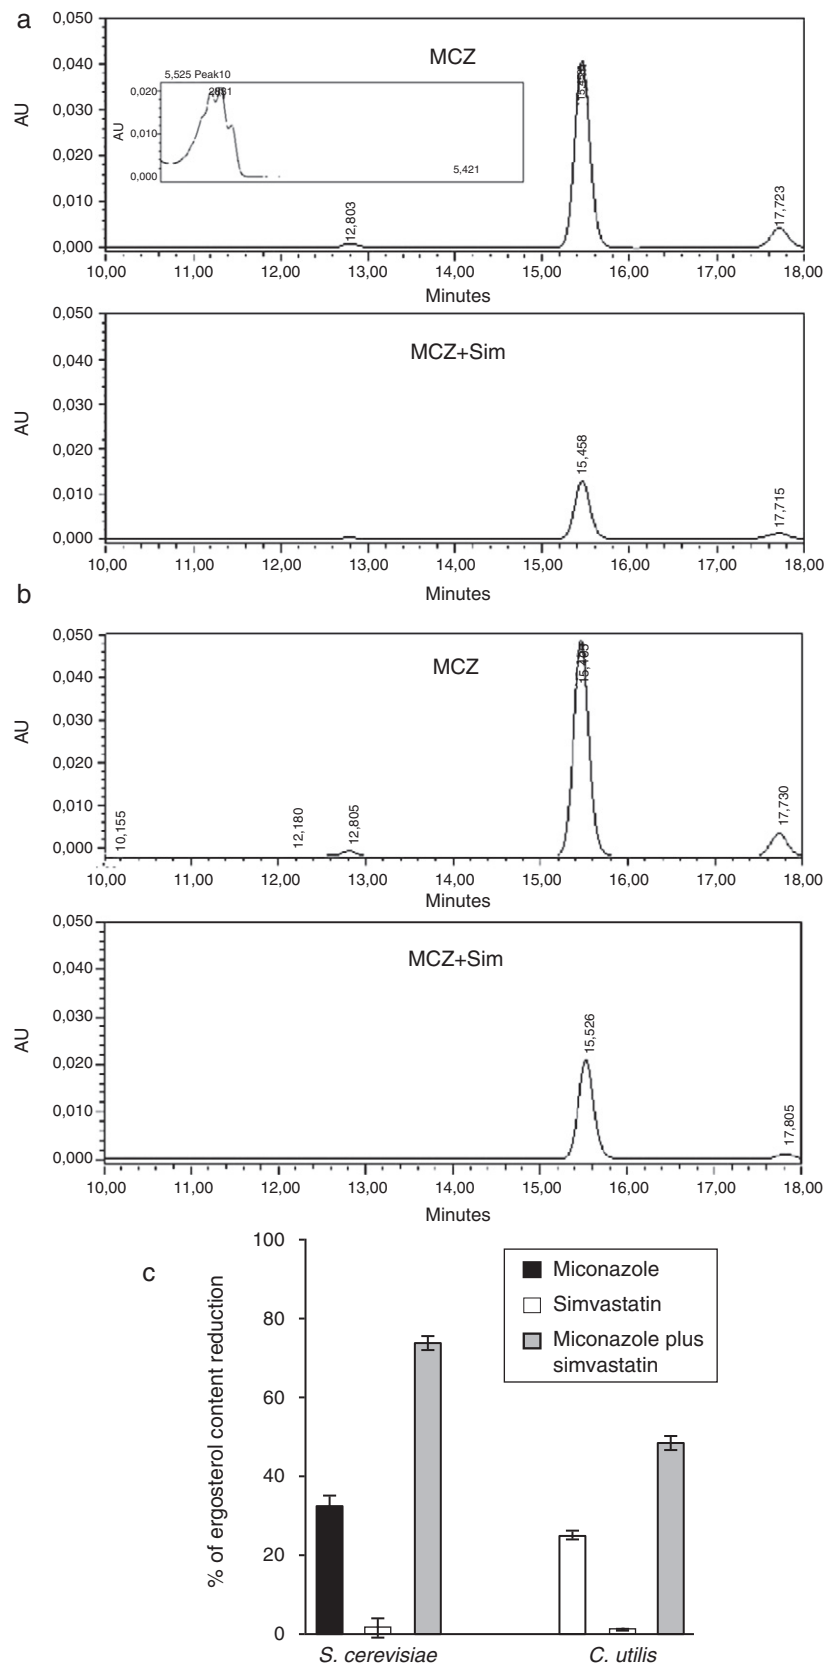 a
0,050
0,040
0,030
0,020
0,010
0,000
AU
MCZ
5,525 Peak10
0,020
0,010
0,000
AU
5,421
12,803
17,723
10,00 11,00 12,00 13,00 14,00 15,00 16,00 17,00 18,00
Minutes
0,050
0,040
0,030
0,020
0,010
0,000
AU
MCZ+Sim
15,458
17,715
10,00 11,00 12,00 13,00 14,00 15,00 16,00 17,00 18,00
Minutes
b
0,050
0,040
0,030
0,020
0,010
0,000
AU
MCZ
10,155
12,180
12,805
17,730
10,00 11,00 12,00 13,00 14,00 15,00 16,00 17,00 18,00
Minutes
0,050
0,040
0,030
0,020
0,010
0,000
AU
MCZ+Sim
15,526
17,805
10,00 11,00 12,00 13,00 14,00 15,00 16,00 17,00 18,00
Minutes
c
% of ergosterol content reduction
100
80
60
40
20
0
Miconazole
Simvastatin
Miconazole plus
simvastatin
S. cerevisiae
C. utilis